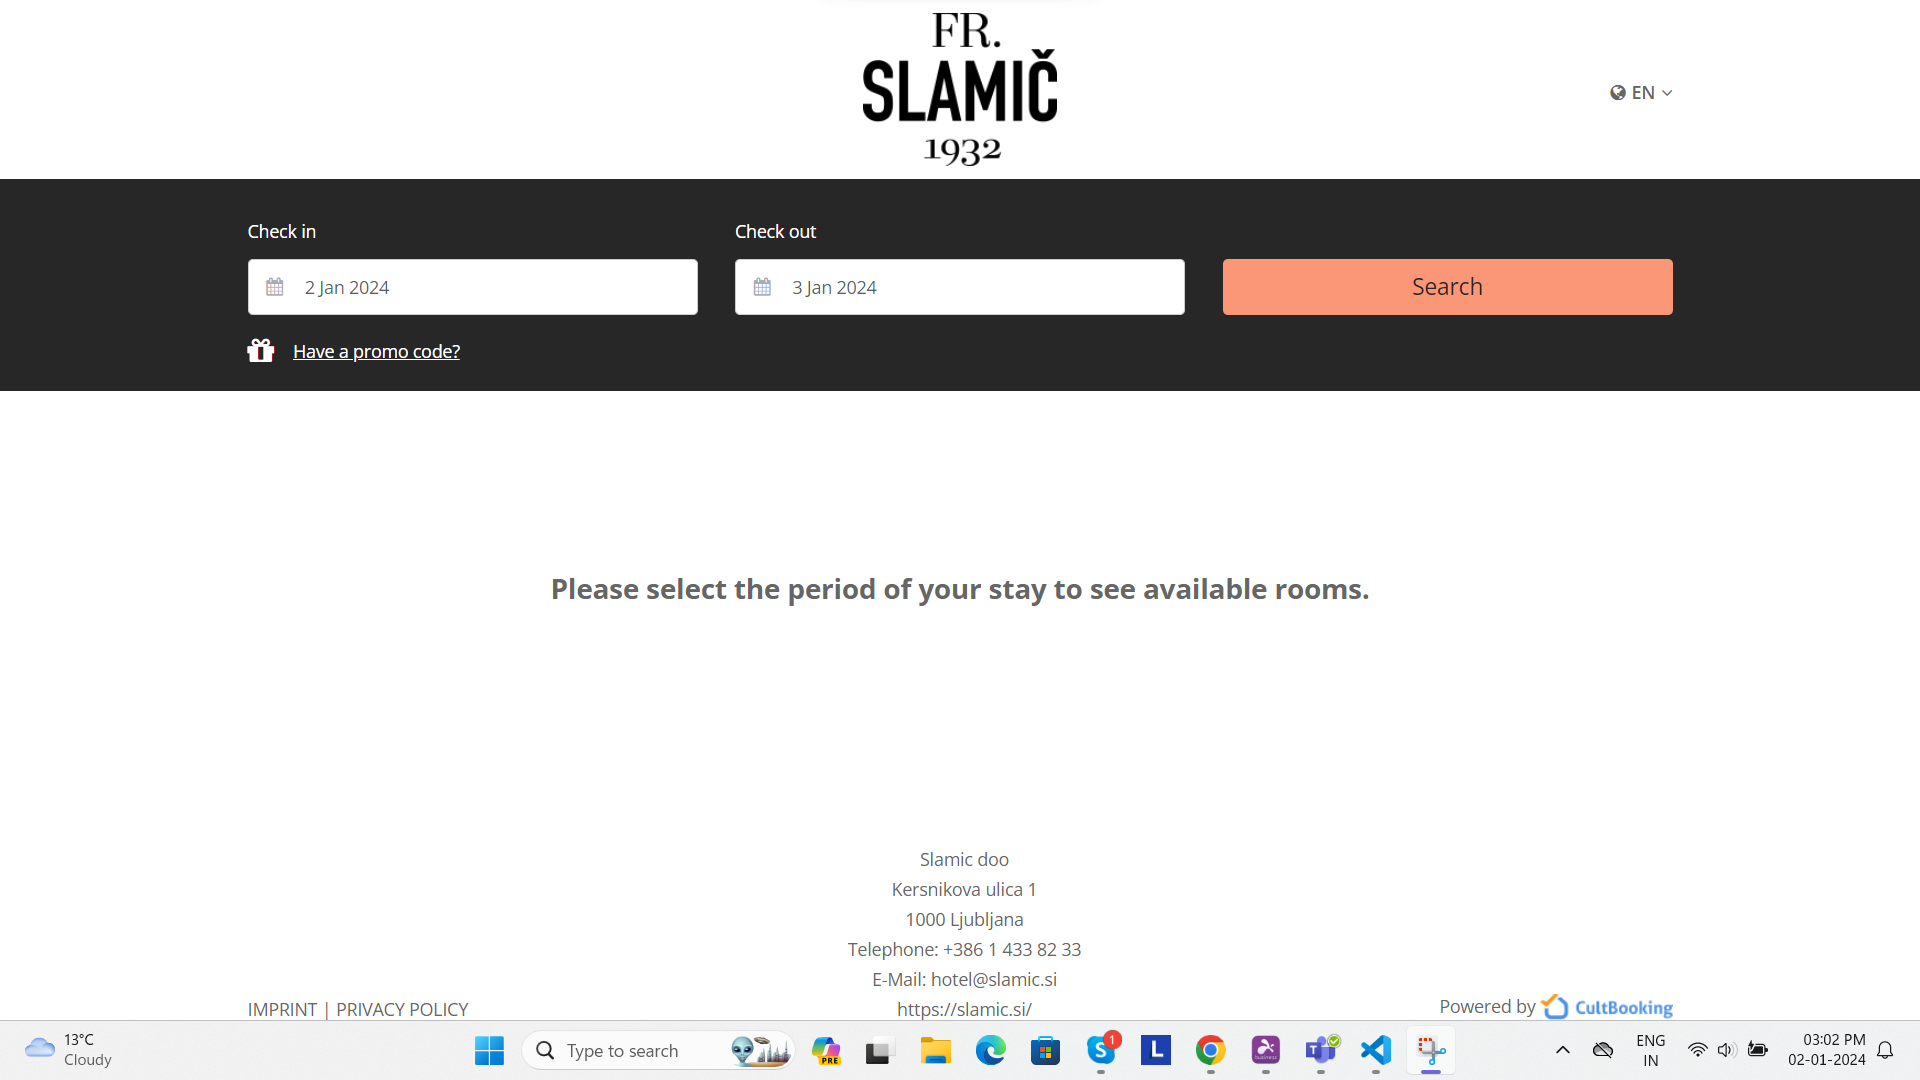 FR.
SLAMIČ
1932
EN
Check in
Check out
2 Jan 2024
3 Jan 2024
Search
Have a promo code?
Please select the period of your stay to see available rooms.
Slamic doo
Kersnikova ulica 1
1000 Ljubljana
Telephone: +386 1 433 82 33
E-Mail: hotel@slamic.si
https://slamic.si/
IMPRINT | PRIVACY POLICY
Powered by CultBooking
13°C
Cloudy
Type to search
PRE
S
1
L
T
ENG
IN
03:02 PM
02-01-2024